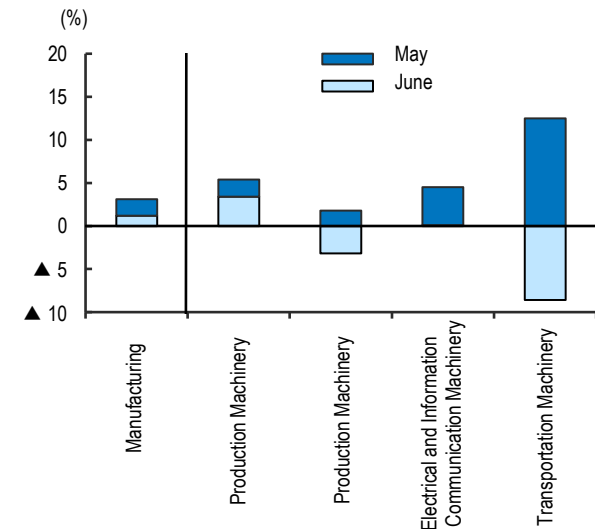 (%)
20
15
10
5
0
▲ 5
▲ 10
May
June
Manufacturing
Production Machinery
Production Machinery
Electrical and Information
Communication Machinery
Transportation Machinery